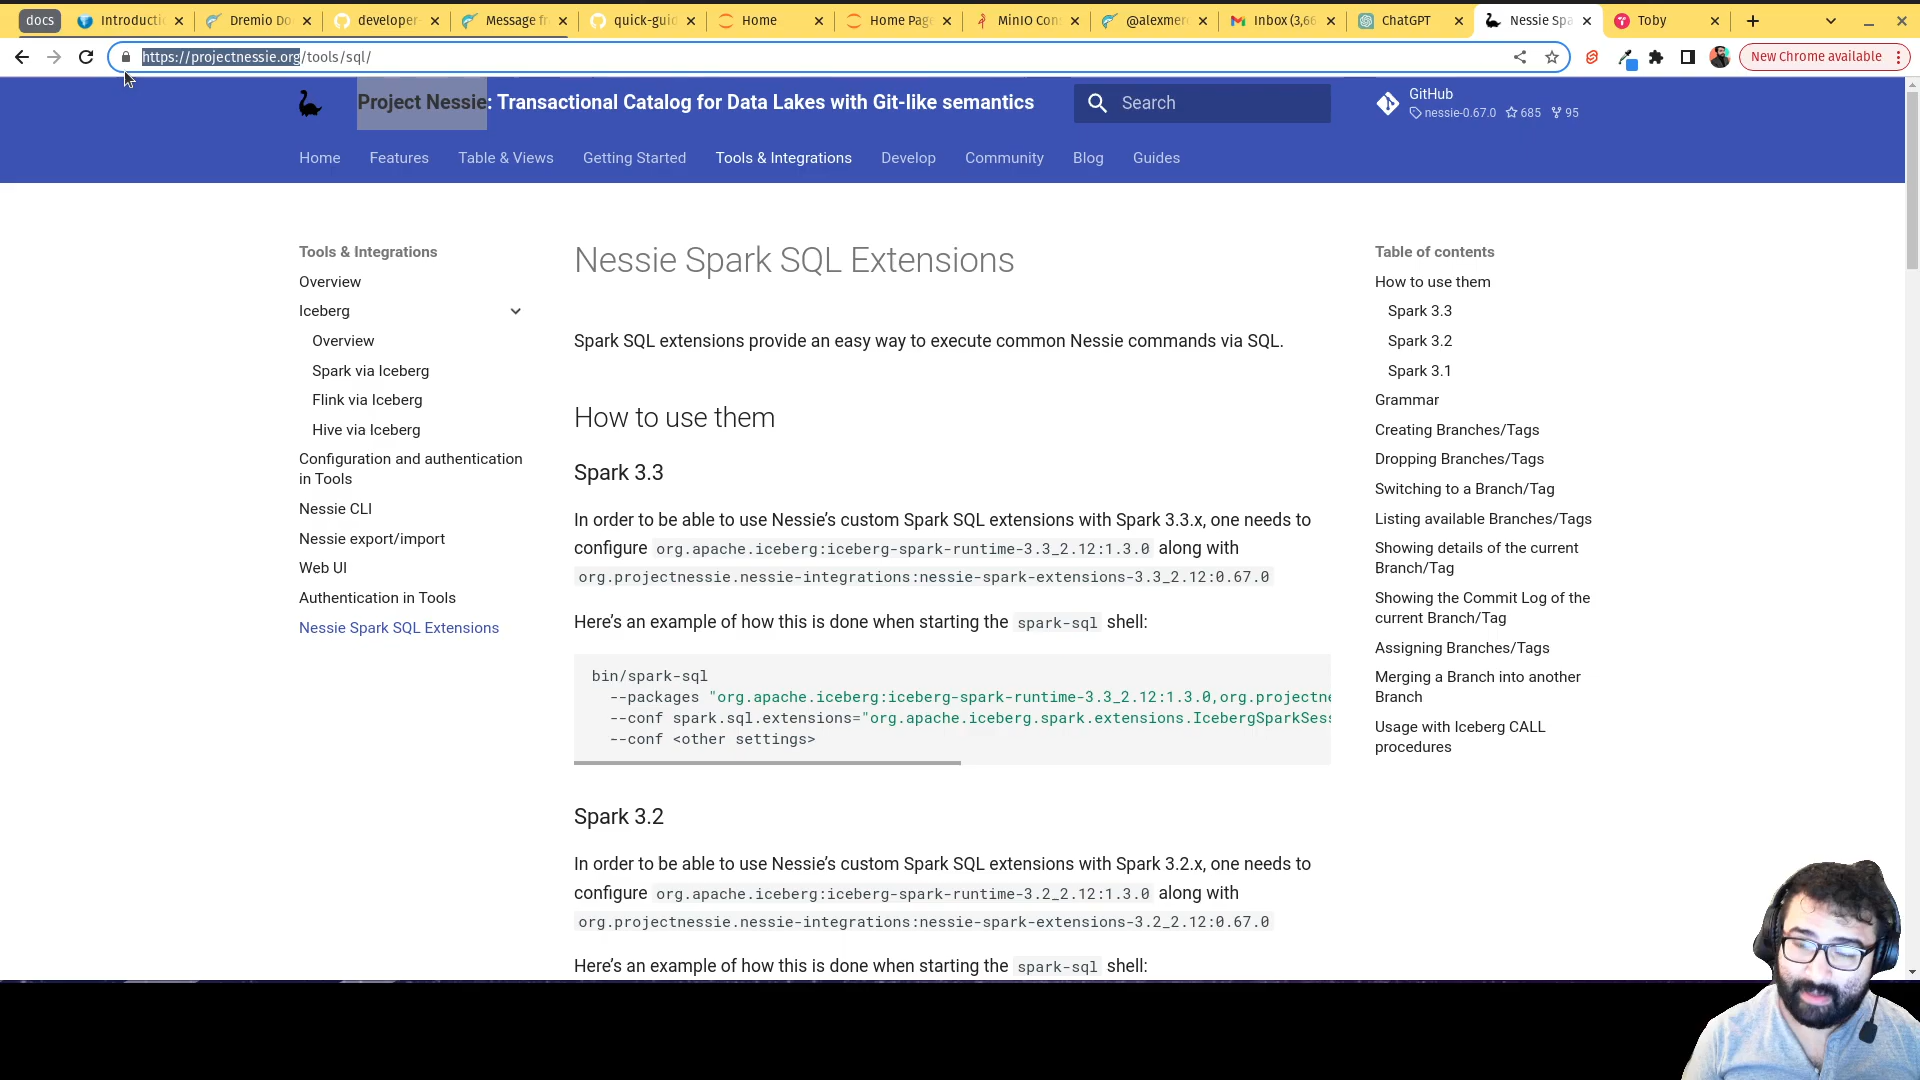 docs
Introducti
Dremio Do
developer-
Message fr
quick-guid
Home
Home Page
MinIO Con
@alexmer
Inbox (3,66
ChatGPT
Nessie Spa
Toby
https://projectnessie.org/tools/sql/
New Chrome available
Project Nessie: Transactional Catalog for Data Lakes with Git-like semantics
Search
GitHub
nessie-0.67.0 685 95
Home Features Table & Views Getting Started Tools & Integrations Develop Community Blog Guides
Tools & Integrations
Overview
Iceberg
Overview
Spark via Iceberg
Flink via Iceberg
Hive via Iceberg
Configuration and authentication
in Tools
Nessie CLI
Nessie export/import
Web UI
Authentication in Tools
Nessie Spark SQL Extensions
Nessie Spark SQL Extensions
Spark SQL extensions provide an easy way to execute common Nessie commands via SQL.
How to use them
Spark 3.3
In order to be able to use Nessie’s custom Spark SQL extensions with Spark 3.3.x, one needs to
configure org.apache.iceberg:iceberg-spark-runtime-3.3_2.12:1.3.0 along with
org.projectnessie.nessie-integrations:nessie-spark-extensions-3.3_2.12:0.67.0
Here’s an example of how this is done when starting the spark-sql shell:
bin/spark-sql
--packages "org.apache.iceberg:iceberg-spark-runtime-3.3_2.12:1.3.0,org.projectne
--conf spark.sql.extensions="org.apache.iceberg.spark.extensions.IcebergSparkSess
--conf <other settings>
Spark 3.2
In order to be able to use Nessie’s custom Spark SQL extensions with Spark 3.2.x, one needs to
configure org.apache.iceberg:iceberg-spark-runtime-3.2_2.12:1.3.0 along with
org.projectnessie.nessie-integrations:nessie-spark-extensions-3.2_2.12:0.67.0
Here’s an example of how this is done when starting the spark-sql shell:
Table of contents
How to use them
Spark 3.3
Spark 3.2
Spark 3.1
Grammar
Creating Branches/Tags
Dropping Branches/Tags
Switching to a Branch/Tag
Listing available Branches/Tags
Showing details of the current
Branch/Tag
Showing the Commit Log of the
current Branch/Tag
Assigning Branches/Tags
Merging a Branch into another
Branch
Usage with Iceberg CALL
procedures